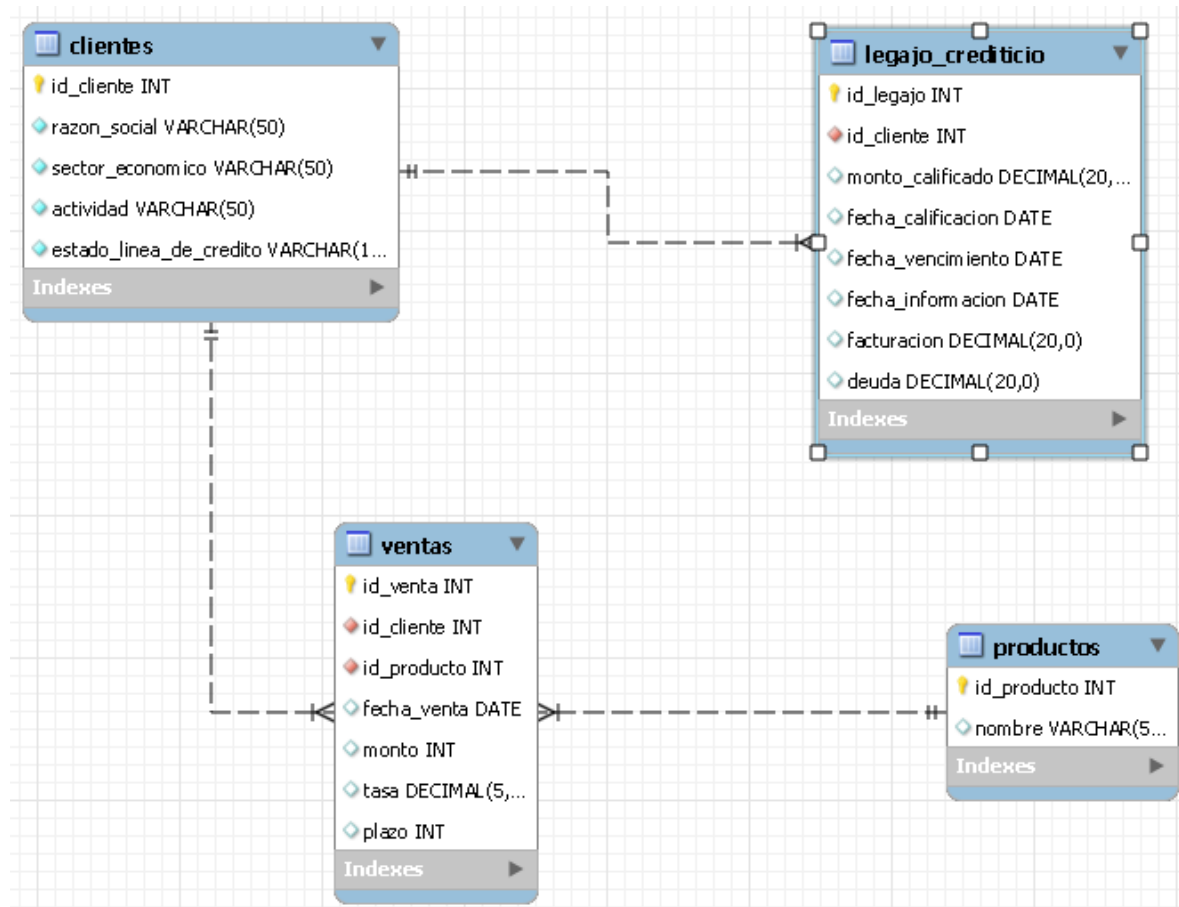 clientes
id_cliente INT
razon_social VARCHAR(50)
sector_economico VARCHAR(50)
actividad VARCHAR(50)
estado_linea_de_credito VARCHAR(1...
Indexes
legajo_crediticio
id_legajo INT
id_cliente INT
monto_calificado DECIMAL(20,...
fecha_calificacion DATE
fecha_vencimiento DATE
fecha_informacion DATE
facturacion DECIMAL(20,0)
deuda DECIMAL(20,0)
Indexes
ventas
id_venta INT
id_cliente INT
id_producto INT
fecha_venta DATE
monto INT
tasa DECIMAL(5,...
plazo INT
Indexes
productos
id_producto INT
nombre VARCHAR(5...
Indexes